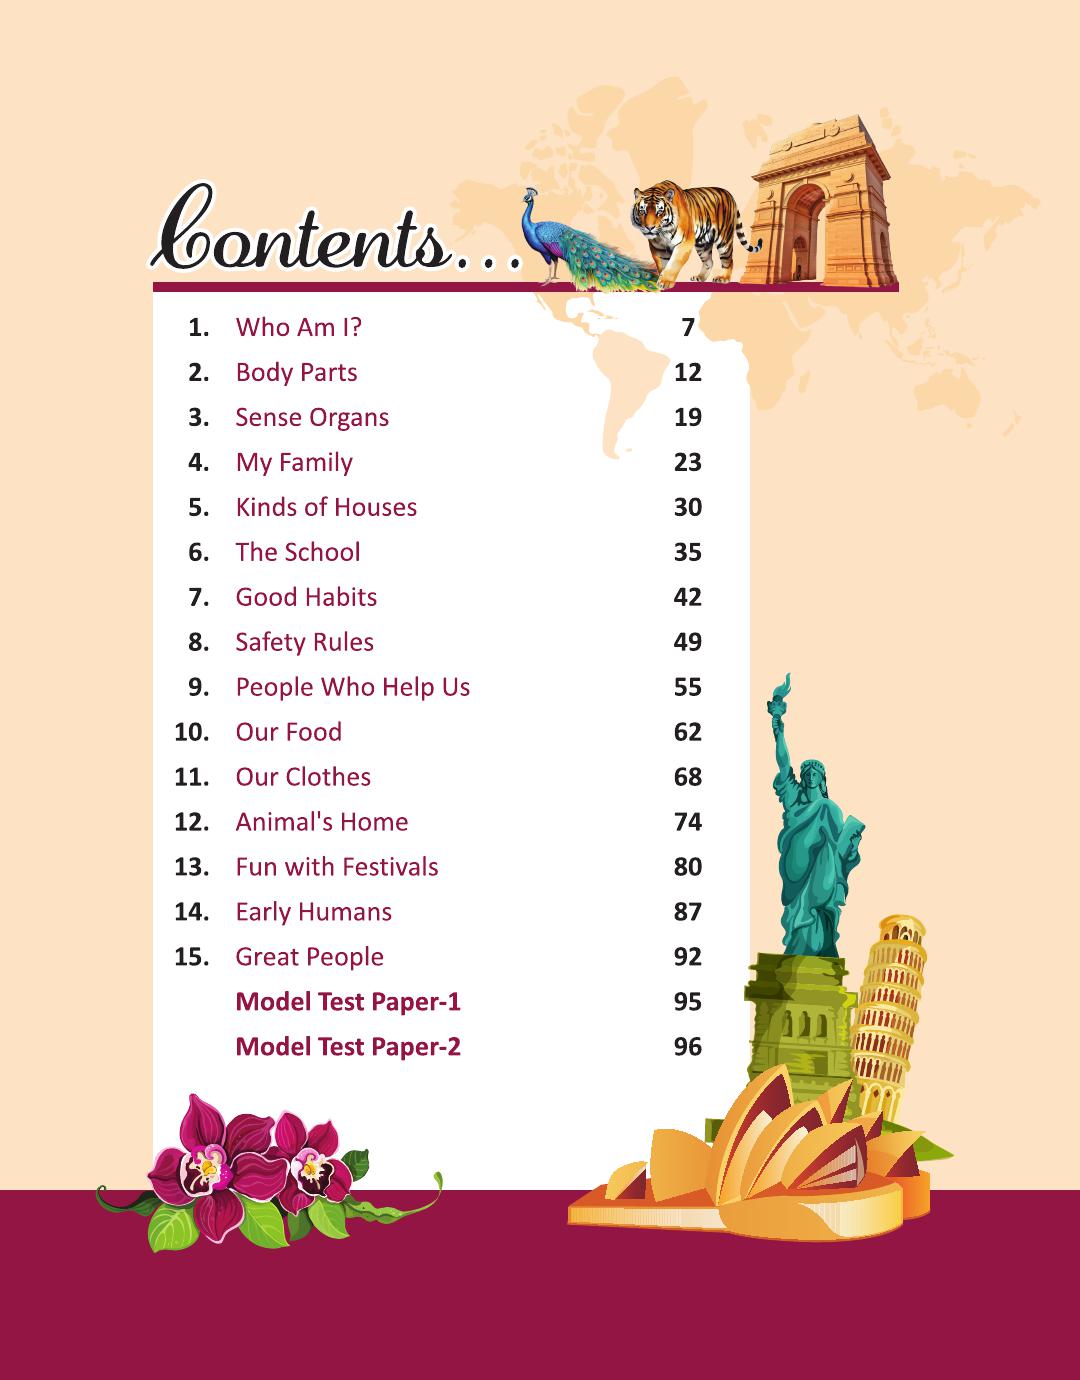 Contents...
1. Who Am I? 7
2. Body Parts 12
3. Sense Organs 19
4. My Family 23
5. Kinds of Houses 30
6. The School 35
7. Good Habits 42
8. Safety Rules 49
9. People Who Help Us 55
10. Our Food 62
11. Our Clothes 68
12. Animal's Home 74
13. Fun with Festivals 80
14. Early Humans 87
15. Great People 92
Model Test Paper-1 95
Model Test Paper-2 96